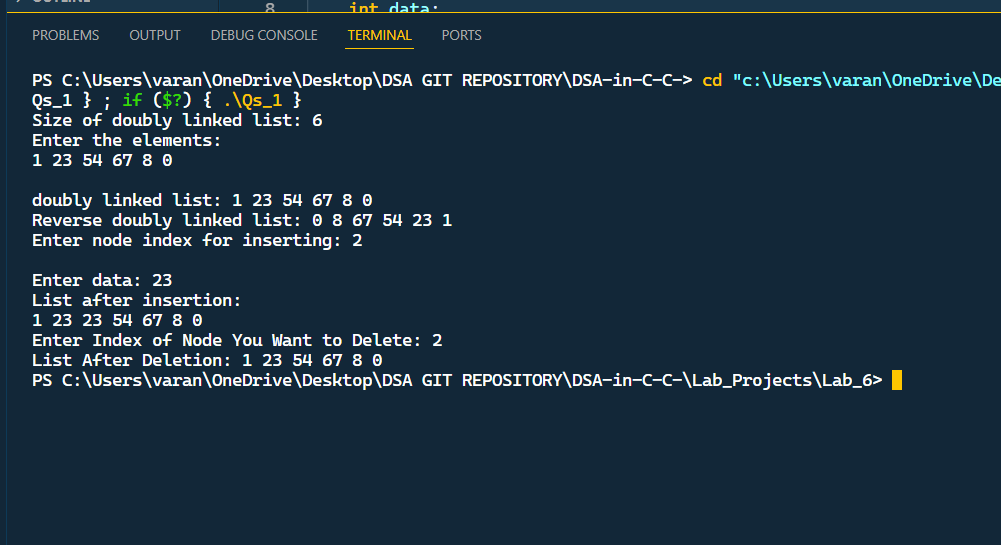 8 int data;
PROBLEMS OUTPUT DEBUG CONSOLE TERMINAL PORTS
PS C:\Users\varan\OneDrive\Desktop\DSA GIT REPOSITORY\DSA-in-C-C-> cd "c:\Users\varan\OneDrive\De
Qs_1 } ; if ($?) { .\Qs_1 }
Size of doubly linked list: 6
Enter the elements:
1 23 54 67 8 0
doubly linked list: 1 23 54 67 8 0
Reverse doubly linked list: 0 8 67 54 23 1
Enter node index for inserting: 2
Enter data: 23
List after insertion:
1 23 23 54 67 8 0
Enter Index of Node You Want to Delete: 2
List After Deletion: 1 23 54 67 8 0
PS C:\Users\varan\OneDrive\Desktop\DSA GIT REPOSITORY\DSA-in-C-C-\Lab_Projects\Lab_6>